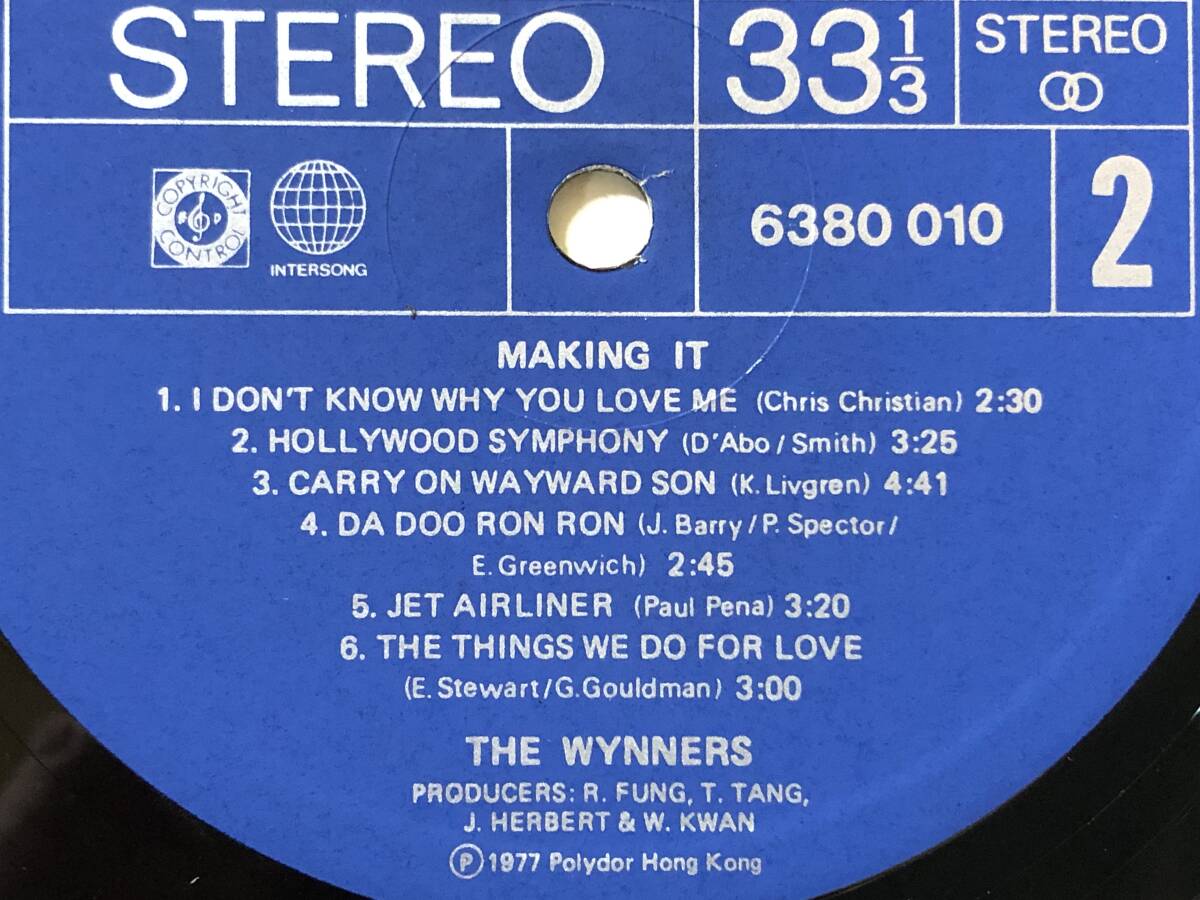 STEREO
33 1/3
STEREO
COPYRIGHT
CONTROL
INTERSONG
6380 010
2
MAKING IT
1. I DON'T KNOW WHY YOU LOVE ME (Chris Christian) 2:30
2. HOLLYWOOD SYMPHONY (D'Abo/Smith) 3:25
3. CARRY ON WAYWARD SON (K. Livgren) 4:41
4. DA DOO RON RON (J. Barry/P. Spector/
E. Greenwich) 2:45
5. JET AIRLINER (Paul Pena) 3:20
6. THE THINGS WE DO FOR LOVE
(E. Stewart/G. Gouldman) 3:00
THE WYNNERS
PRODUCERS: R. FUNG, T. TANG,
J. HERBERT & W. KWAN
Ⓟ 1977 Polydor Hong Kong